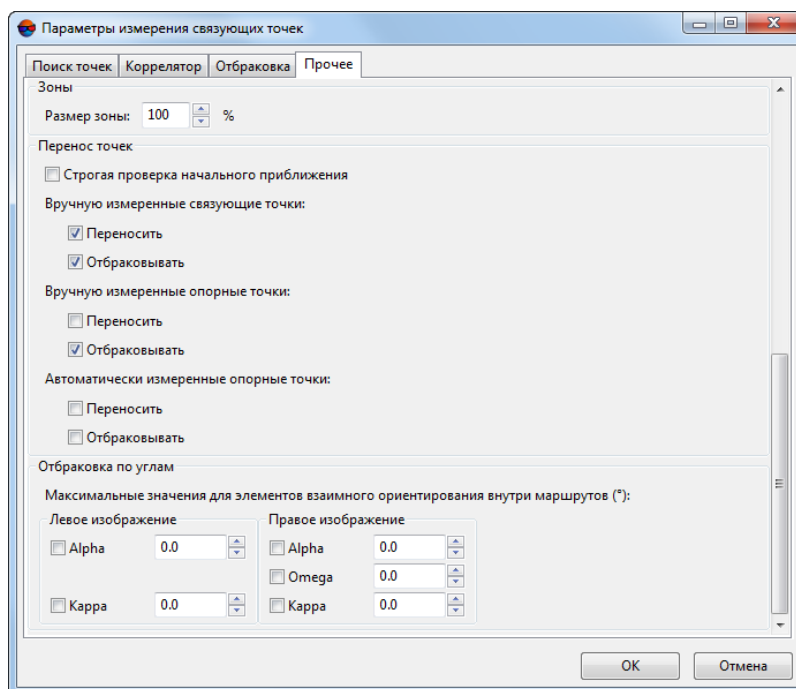 Параметры измерения связующих точек
Поиск точек Коррелятор Отбраковка Прочее
Зоны
Размер зоны: 100 %
Перенос точек
Строгая проверка начального приближения
Вручную измеренные связующие точки:
Переносить
Отбраковывать
Вручную измеренные опорные точки:
Переносить
Отбраковывать
Автоматически измеренные опорные точки:
Переносить
Отбраковывать
Отбраковка по углам
Максимальные значения для элементов взаимного ориентирования внутри маршрутов (°):
Левое изображение Правое изображение
Alpha 0.0 Alpha 0.0
Omega 0.0
Kappa 0.0 Kappa 0.0
OK Отмена